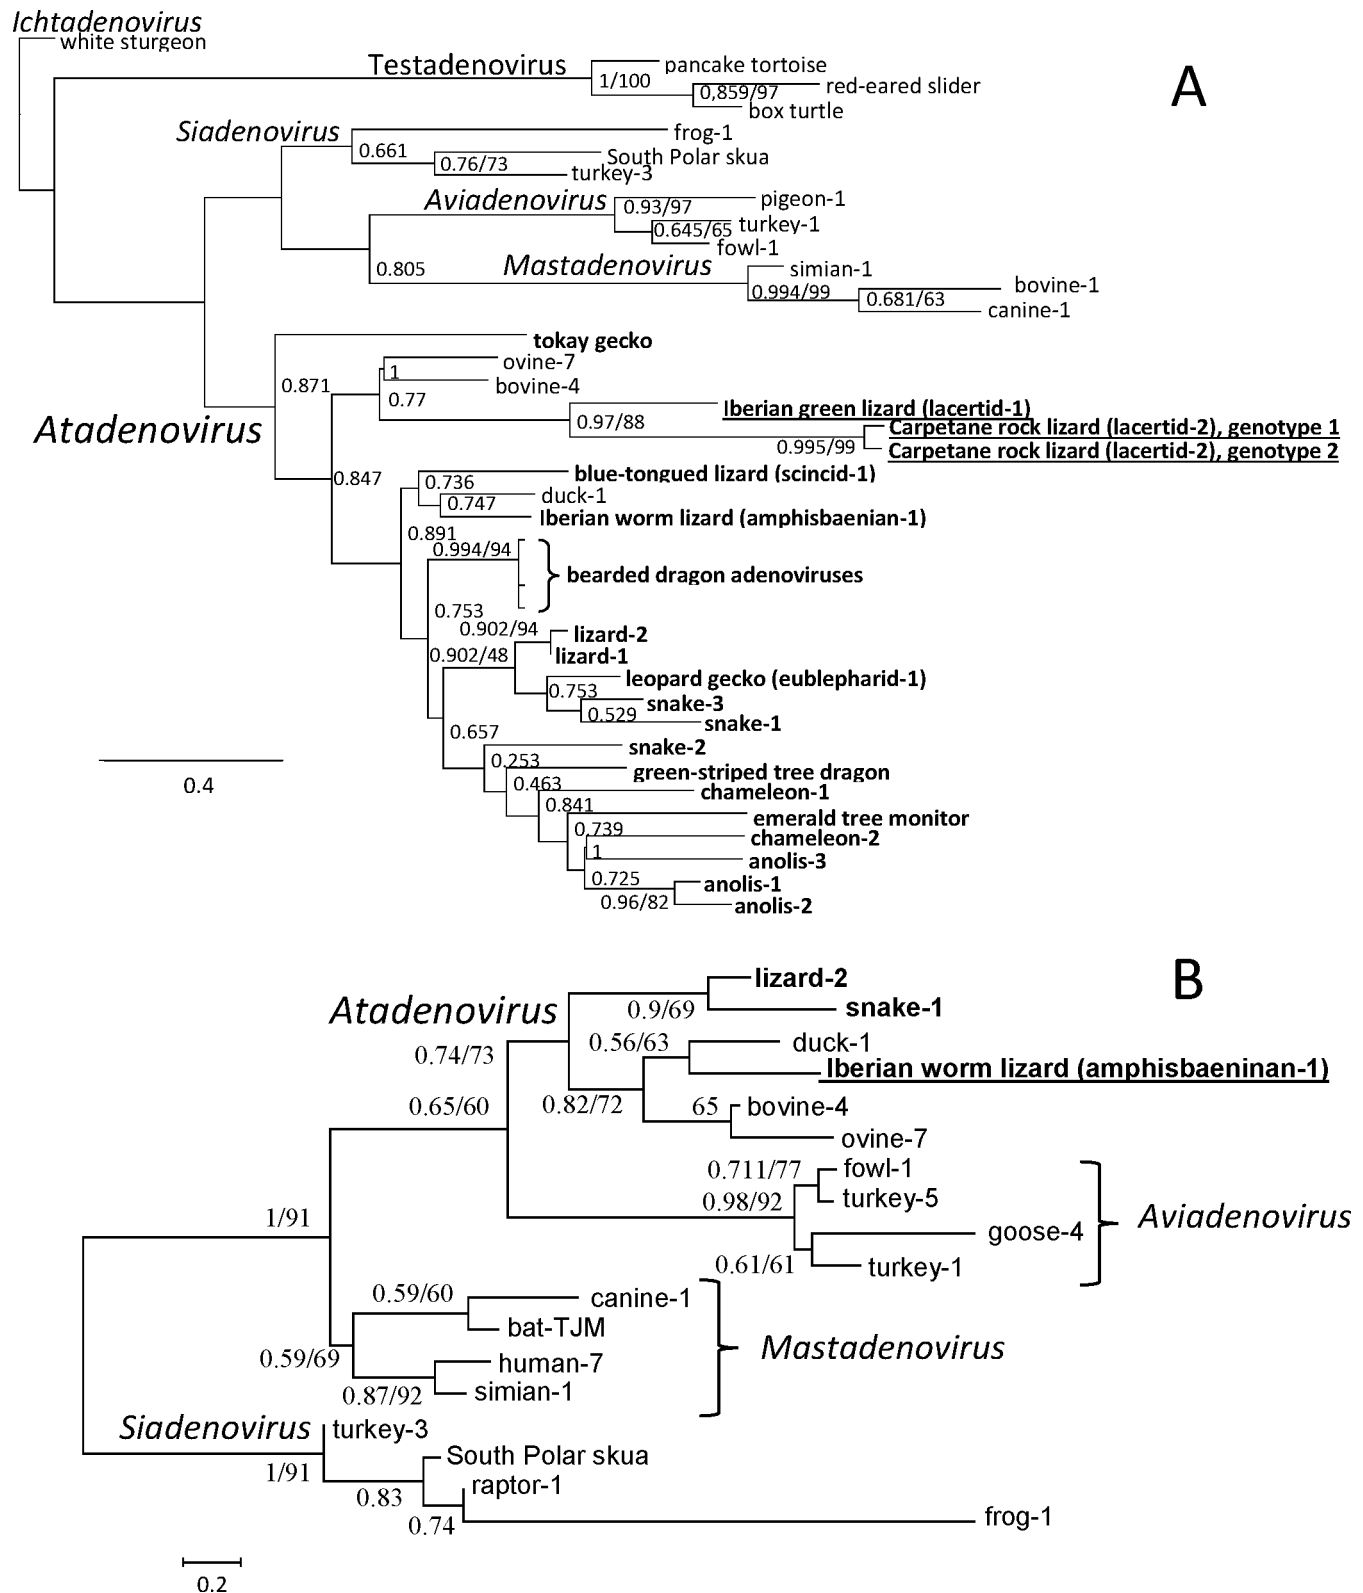 Ichtadenovirus
white sturgeon
A
Testadenovirus
pancake tortoise
1/100
red-eared slider
0,859/97
box turtle
Siadenovirus
frog-1
0.661
South Polar skua
0.76/73
turkey-3
Aviadenovirus
pigeon-1
0.93/97
turkey-1
0.645/65
fowl-1
Mastadenovirus
0.805
simian-1
bovine-1
0.994/99
0.681/63
canine-1
tokay gecko
ovine-7
1
bovine-4
0.871
0.77
Atadenovirus
Iberian green lizard (lacertid-1)
0.97/88
Carpetane rock lizard (lacertid-2), genotype 1
0.995/99
Carpetane rock lizard (lacertid-2), genotype 2
0.847
blue-tongued lizard (scincid-1)
0.736
duck-1
0.747
Iberian worm lizard (amphisbaenian-1)
0.891
0.994/94
bearded dragon adenoviruses
0.753
0.902/94
lizard-2
0.902/48
lizard-1
leopard gecko (eublepharid-1)
0.753
snake-3
0.529
snake-1
0.657
snake-2
0.253
green-striped tree dragon
0.463
chameleon-1
0.841
emerald tree monitor
0.739
chameleon-2
1
anolis-3
0.725
anolis-1
0.96/82
anolis-2
0.4
B
lizard-2
Atadenovirus
0.9/69
snake-1
0.74/73
0.56/63
duck-1
Iberian worm lizard (amphisbaeninan-1)
0.65/60
0.82/72
65
bovine-4
ovine-7
0.711/77
fowl-1
0.98/92
turkey-5
Aviadenovirus
1/91
goose-4
0.61/61
turkey-1
0.59/60
canine-1
bat-TJM
Mastadenovirus
0.59/69
human-7
0.87/92
simian-1
Siadenovirus
turkey-3
1/91
South Polar skua
0.83
raptor-1
0.74
frog-1
0.2